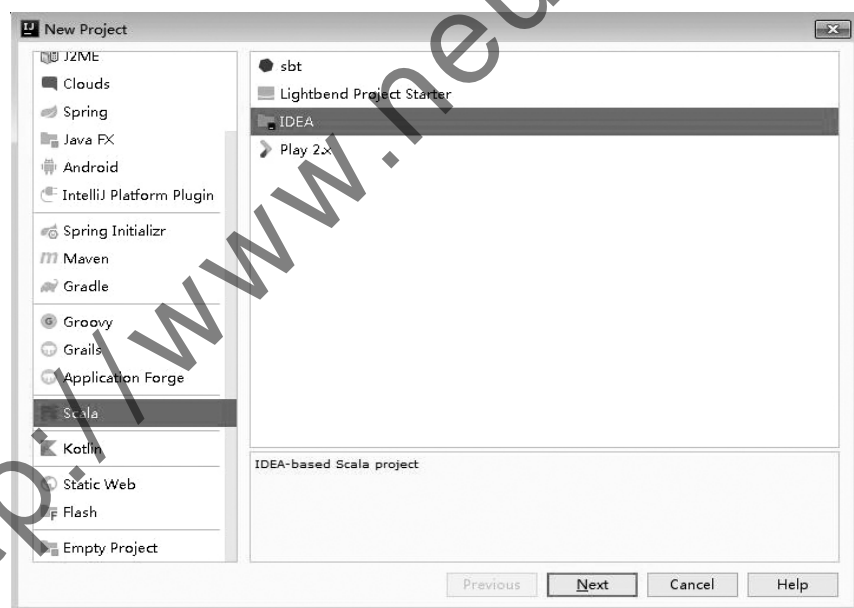 New Project
J2ME
Clouds
Spring
Java FX
Android
IntelliJ Platform Plugin
Spring Initializr
Maven
Gradle
Groovy
Grails
Application Forge
Scala
Kotlin
Static Web
Flash
Empty Project
sbt
Lightbend Project Starter
IDEA
Play 2.x
IDEA-based Scala project
Previous
Next
Cancel
Help
p://www.neu